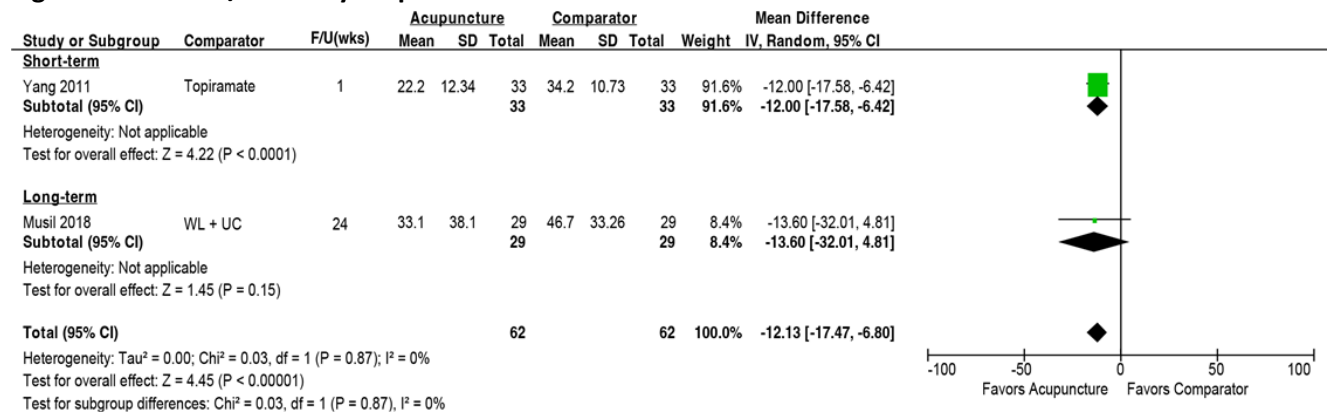 Acupuncture Comparator Mean Difference
Study or Subgroup Comparator F/U(wks) Mean SD Total Mean SD Total Weight IV, Random, 95% CI
Short-term
Yang 2011 Topiramate 1 22.2 12.34 33 34.2 10.73 33 91.6% -12.00 [-17.58, -6.42]
Subtotal (95% CI) 33 33 91.6% -12.00 [-17.58, -6.42]
Heterogeneity: Not applicable
Test for overall effect: Z = 4.22 (P < 0.0001)
Long-term
Musil 2018 WL + UC 24 33.1 38.1 29 46.7 33.26 29 8.4% -13.60 [-32.01, 4.81]
Subtotal (95% CI) 29 29 8.4% -13.60 [-32.01, 4.81]
Heterogeneity: Not applicable
Test for overall effect: Z = 1.45 (P = 0.15)
Total (95% CI) 62 62 100.0% -12.13 [-17.47, -6.80]
Heterogeneity: Tau² = 0.00; Chi² = 0.03, df = 1 (P = 0.87); I² = 0%
Test for overall effect: Z = 4.45 (P < 0.00001)
Test for subgroup differences: Chi² = 0.03, df = 1 (P = 0.87), I² = 0%
-100 -50 0 50 100
Favors Acupuncture Favors Comparator